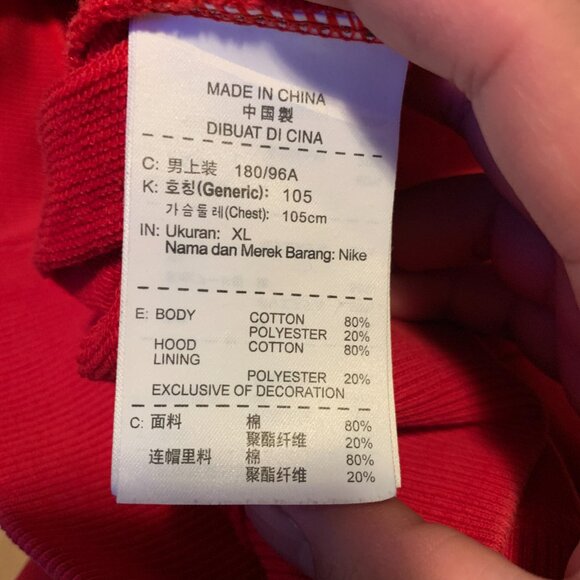 MADE IN CHINA
中国製
DIBUAT DI CINA
C: 男上装 180/96A
K: 호칭(Generic): 105
가슴둘레(Chest): 105cm
IN: Ukuran: XL
Nama dan Merek Barang: Nike
E: BODY COTTON 80%
POLYESTER 20%
HOOD COTTON 80%
LINING
POLYESTER 20%
EXCLUSIVE OF DECORATION
C: 面料 棉 80%
聚酯纤维 20%
连帽里料 棉 80%
聚酯纤维 20%